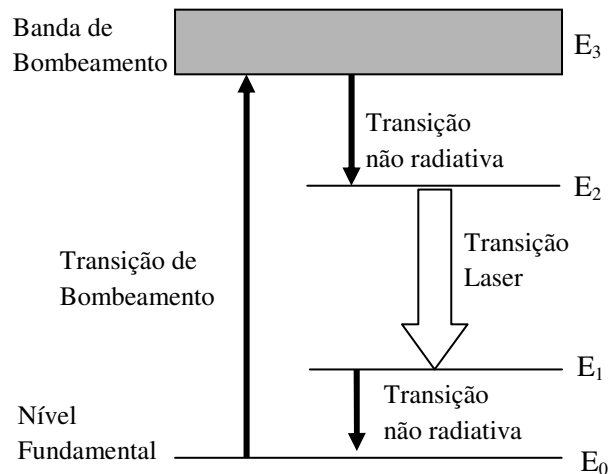 Banda de
Bombeamento
E₃
Transição
não radiativa
E₂
Transição de
Bombeamento
Transição
Laser
E₁
Transição
não radiativa
Nível
Fundamental
E₀